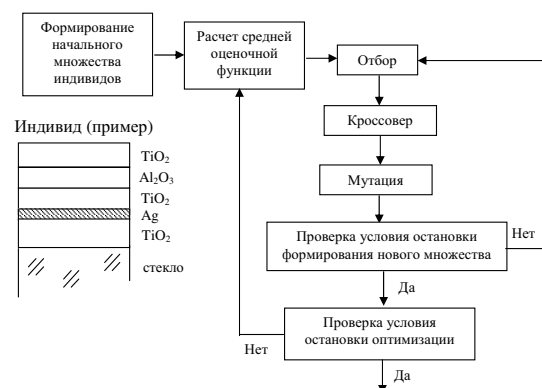 Формирование
начального
множества
индивидов
Расчет средней
оценочной
функции
Отбор
Кроссовер
Мутация
Проверка условия остановки
формирования нового множества
Нет
Да
Проверка условия
остановки оптимизации
Нет
Да
Индивид (пример)
TiO₂
Al₂O₃
TiO₂
Ag
TiO₂
стекло